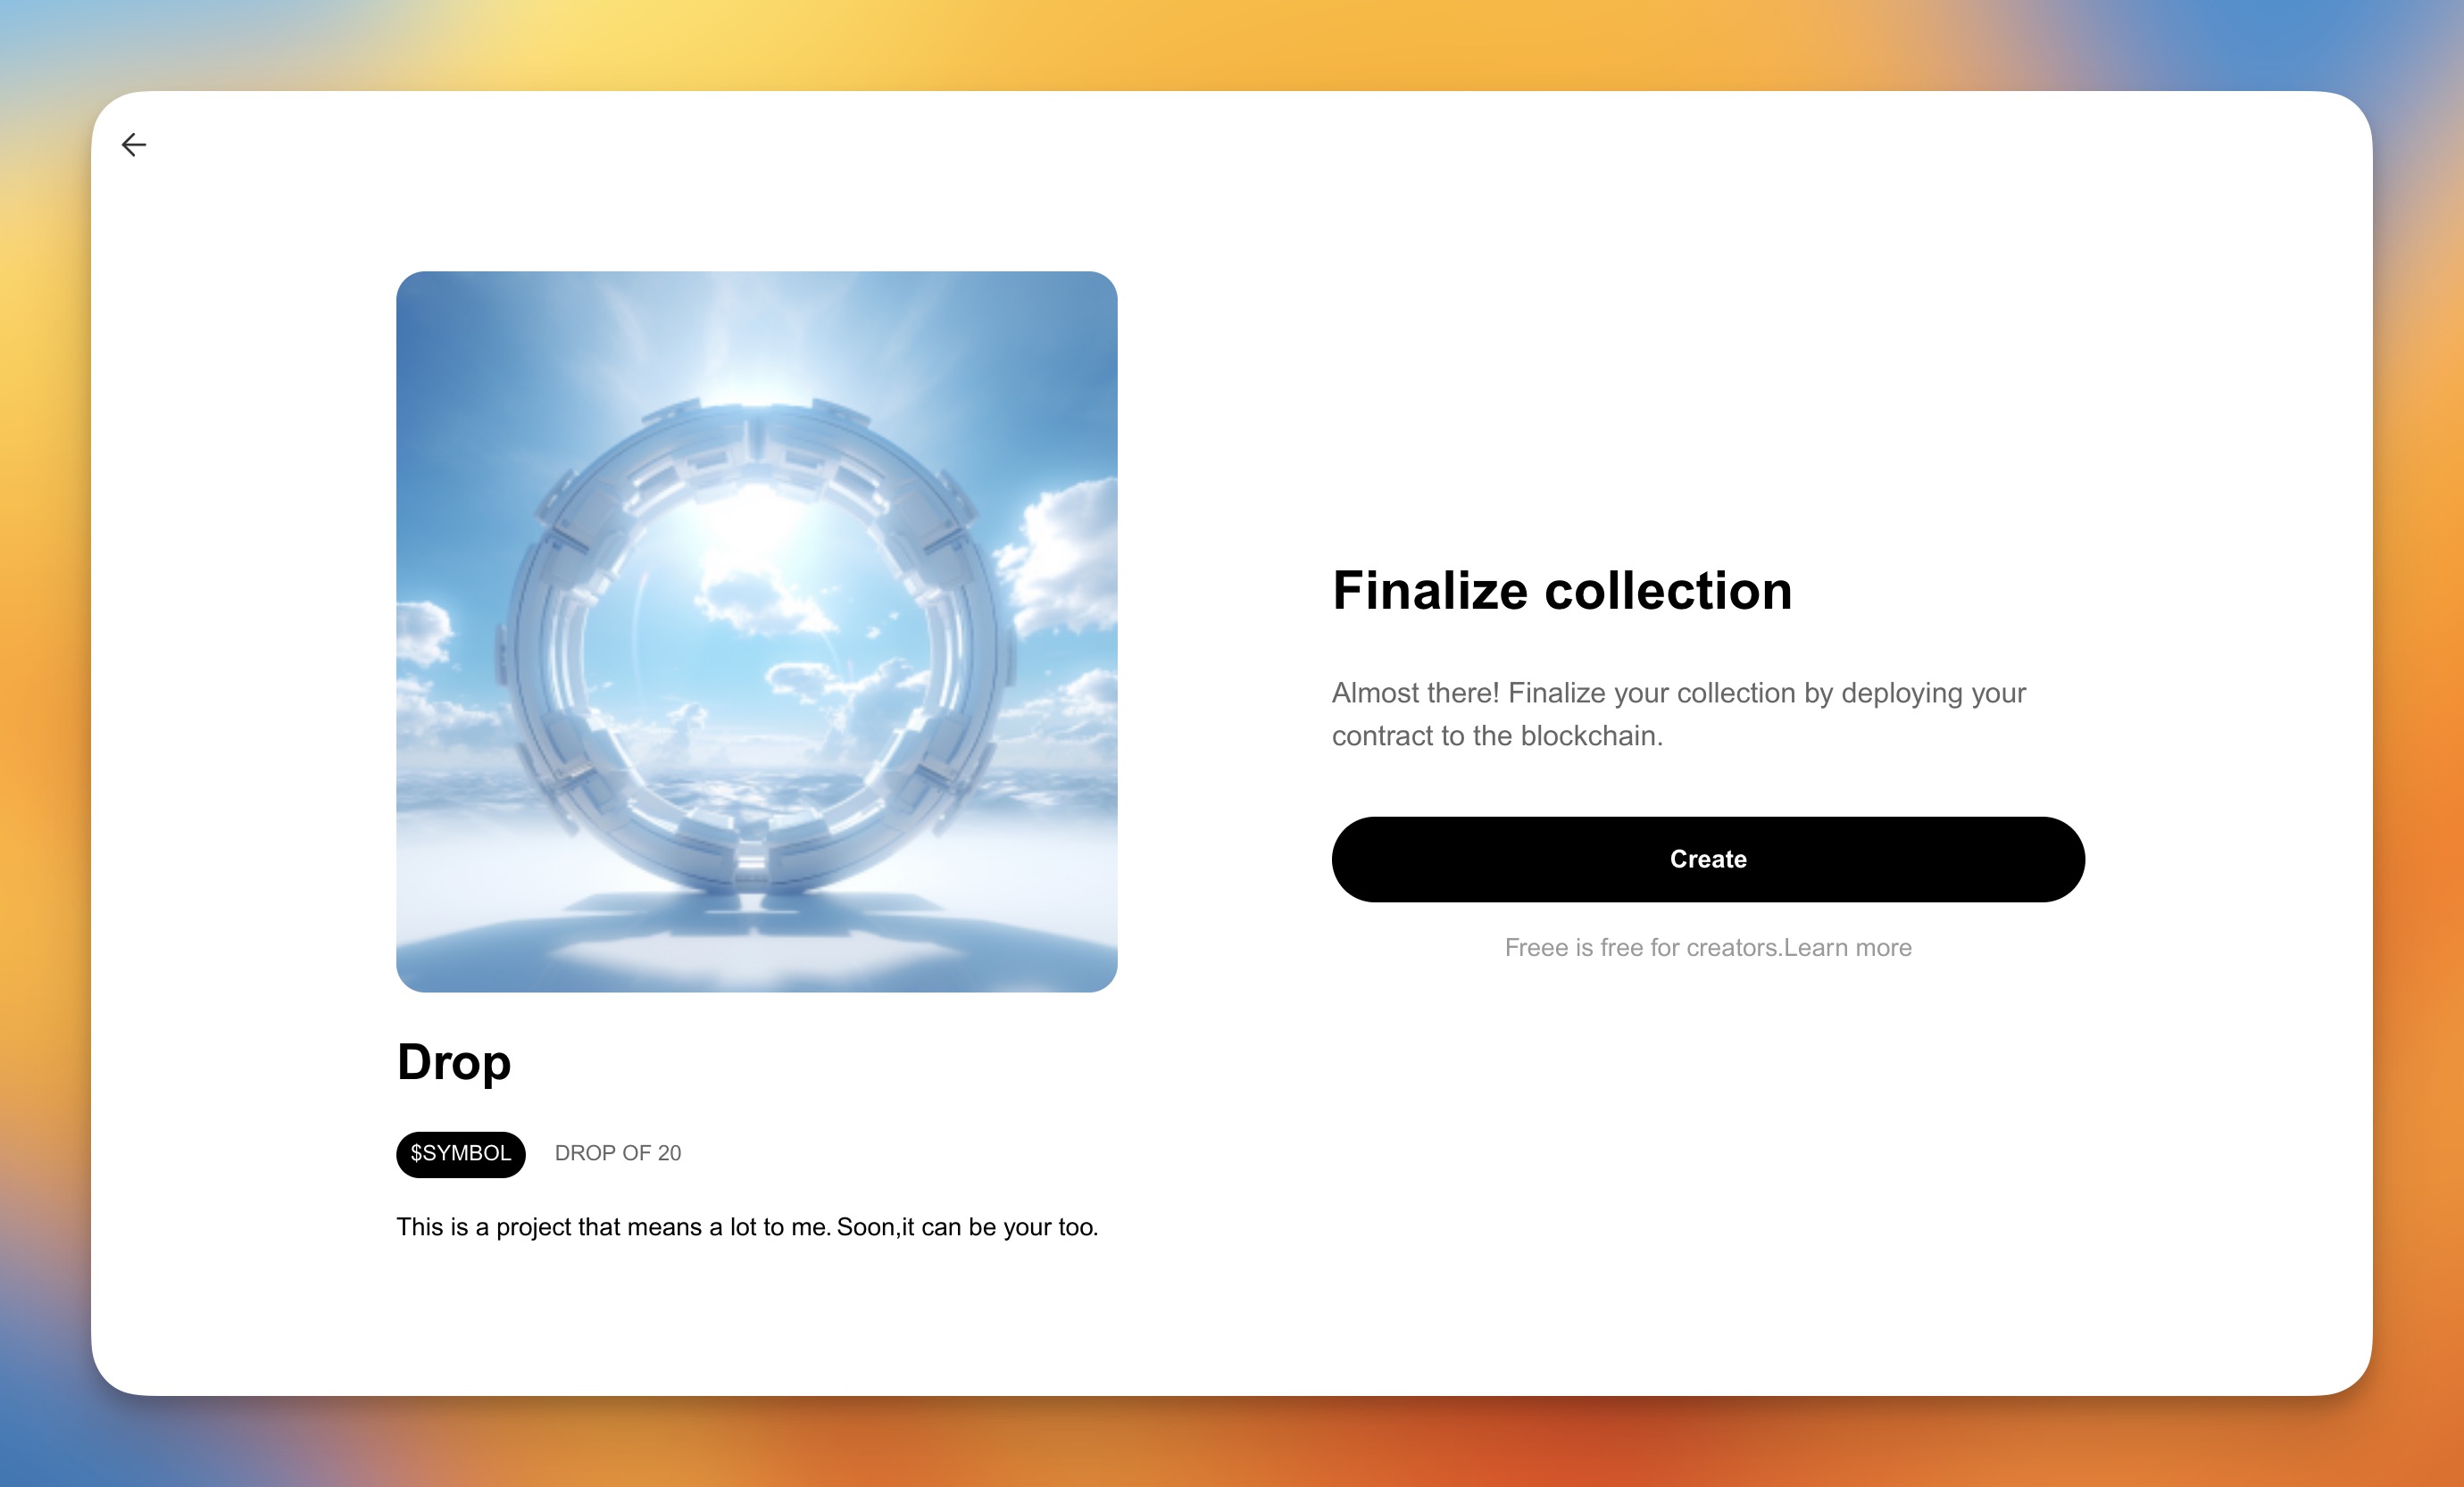 Drop
$SYMBOL DROP OF 20
This is a project that means a lot to me. Soon,it can be your too.
Finalize collection
Almost there! Finalize your collection by deploying your
contract to the blockchain.
Create
Freee is free for creators.Learn more